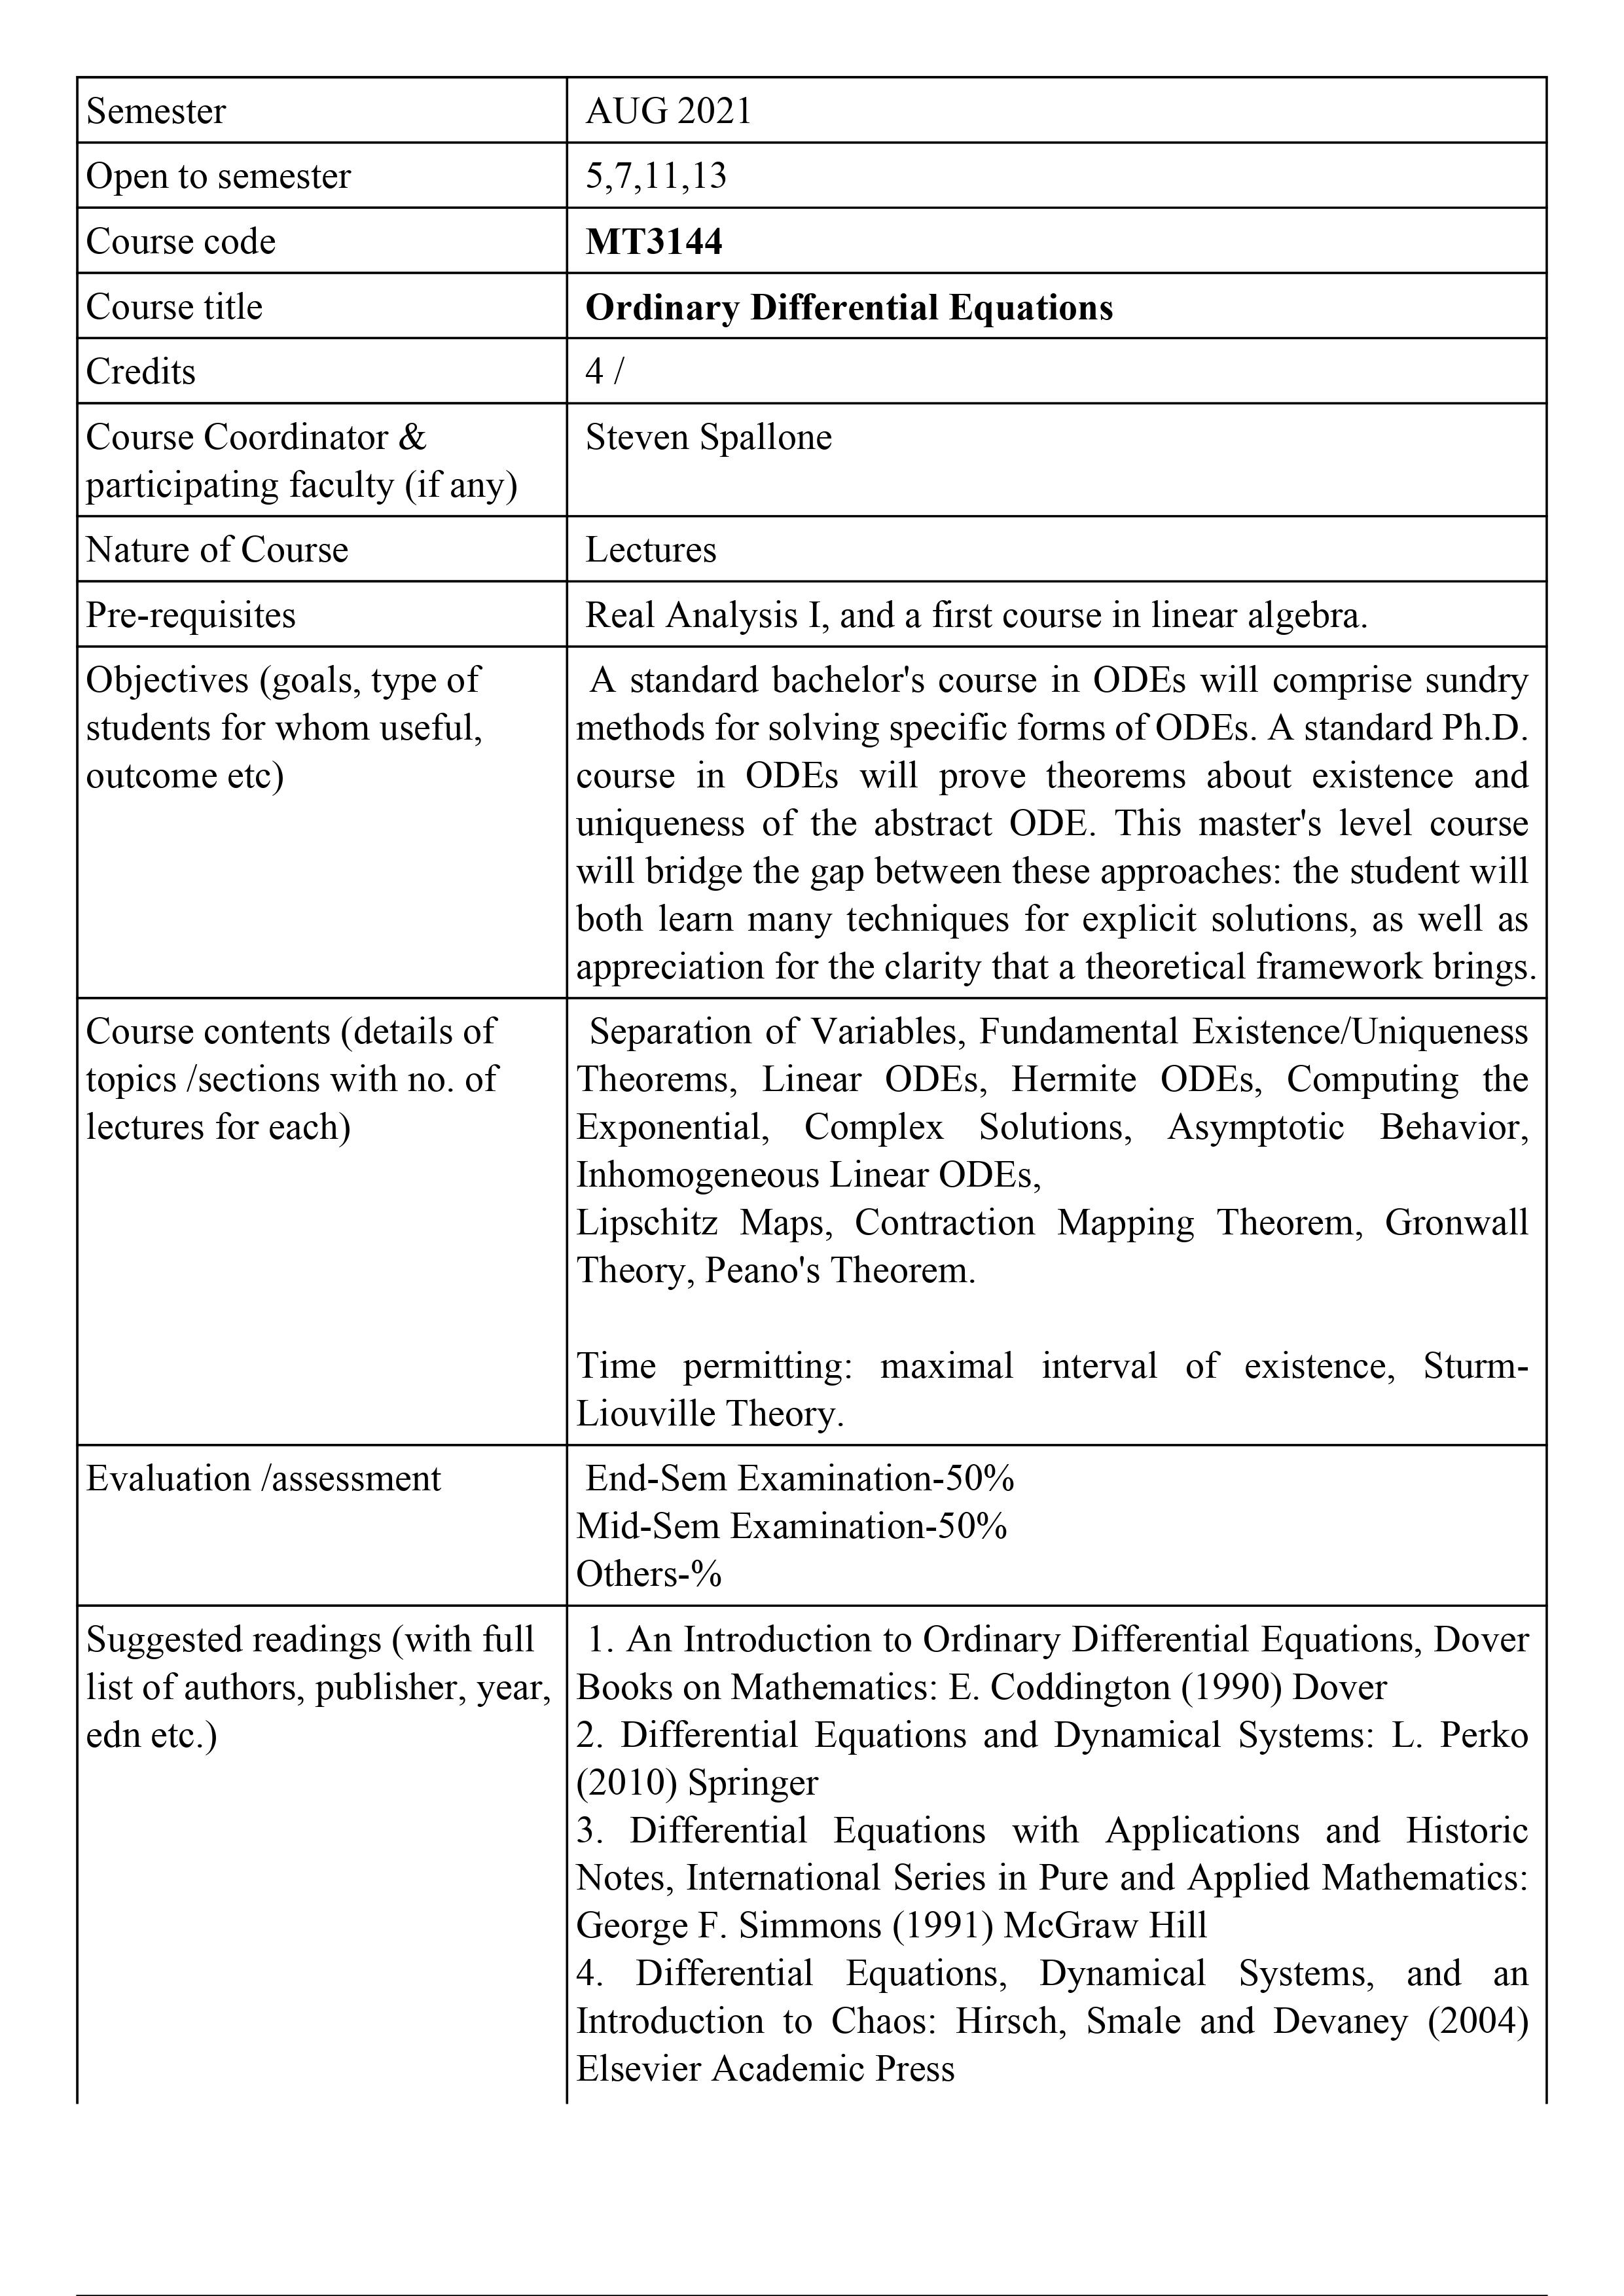 Semester
AUG 2021
Open to semester
5,7,11,13
Course code
MT3144
Course title
Ordinary Differential Equations
Credits
4 /
Course Coordinator &
participating faculty (if any)
Steven Spallone
Nature of Course
Lectures
Pre-requisites
Real Analysis I, and a first course in linear algebra.
Objectives (goals, type of
students for whom useful,
outcome etc)
A standard bachelor's course in ODEs will comprise sundry
methods for solving specific forms of ODEs. A standard Ph.D.
course in ODEs will prove theorems about existence and
uniqueness of the abstract ODE. This master's level course
will bridge the gap between these approaches: the student will
both learn many techniques for explicit solutions, as well as
appreciation for the clarity that a theoretical framework brings.
Course contents (details of
topics /sections with no. of
lectures for each)
Separation of Variables, Fundamental Existence/Uniqueness
Theorems, Linear ODEs, Hermite ODEs, Computing the
Exponential, Complex Solutions, Asymptotic Behavior,
Inhomogeneous Linear ODEs,
Lipschitz Maps, Contraction Mapping Theorem, Gronwall
Theory, Peano's Theorem.
Time permitting: maximal interval of existence, Sturm-
Liouville Theory.
Evaluation /assessment
End-Sem Examination-50%
Mid-Sem Examination-50%
Others-%
Suggested readings (with full
list of authors, publisher, year,
edn etc.)
1. An Introduction to Ordinary Differential Equations, Dover
Books on Mathematics: E. Coddington (1990) Dover
2. Differential Equations and Dynamical Systems: L. Perko
(2010) Springer
3. Differential Equations with Applications and Historic
Notes, International Series in Pure and Applied Mathematics:
George F. Simmons (1991) McGraw Hill
4. Differential Equations, Dynamical Systems, and an
Introduction to Chaos: Hirsch, Smale and Devaney (2004)
Elsevier Academic Press